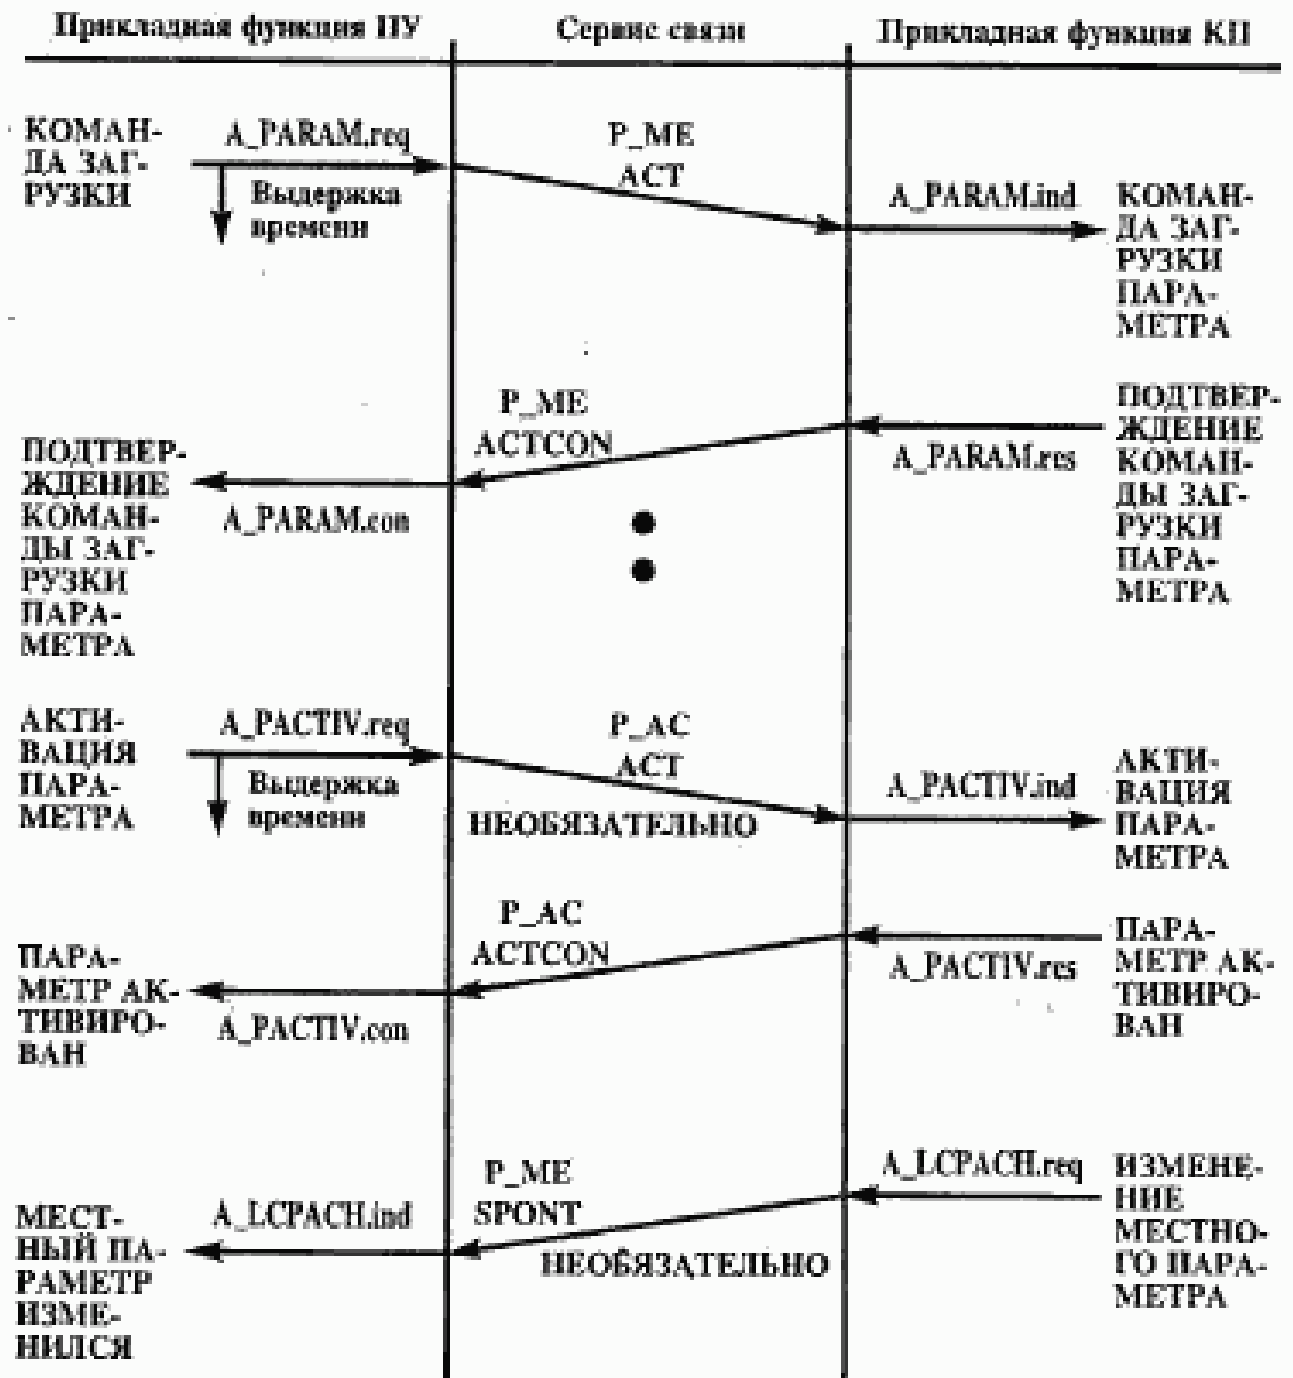 Прикладная функция ПУ
Сервис связи
Прикладная функция КП
КОМАН-
ДА ЗАГ-
РУЗКИ
A_PARAM.req
Выдержка
времени
P_ME
ACT
A_PARAM.ind
КОМАН-
ДА ЗАГ-
РУЗКИ
ПАРА-
МЕТРА
ПОДТВЕР-
ЖДЕНИЕ
КОМАН-
ДЫ ЗАГ-
РУЗКИ
ПАРА-
МЕТРА
A_PARAM.con
P_ME
ACTCON
A_PARAM.res
ПОДТВЕР-
ЖДЕНИЕ
КОМАН-
ДЫ ЗАГ-
РУЗКИ
ПАРА-
МЕТРА
АКТИ-
ВАЦИЯ
ПАРА-
МЕТРА
A_PACTIV.req
Выдержка
времени
P_AC
ACT
НЕОБЯЗАТЕЛЬНО
A_PACTIV.ind
АКТИ-
ВАЦИЯ
ПАРА-
МЕТРА
ПАРА-
МЕТР АК-
ТИВИРО-
ВАН
A_PACTIV.con
P_AC
ACTCON
A_PACTIV.res
ПАРА-
МЕТР АК-
ТИВИРО-
ВАН
МЕСТ-
НЫЙ ПА-
РАМЕТР
ИЗМЕ-
НИЛСЯ
A_LCPACH.ind
P_ME
SPONT
НЕОБЯЗАТЕЛЬНО
A_LCPACH.req
ИЗМЕНЕ-
НИЕ
МЕСТНО-
ГО ПАРА-
МЕТРА